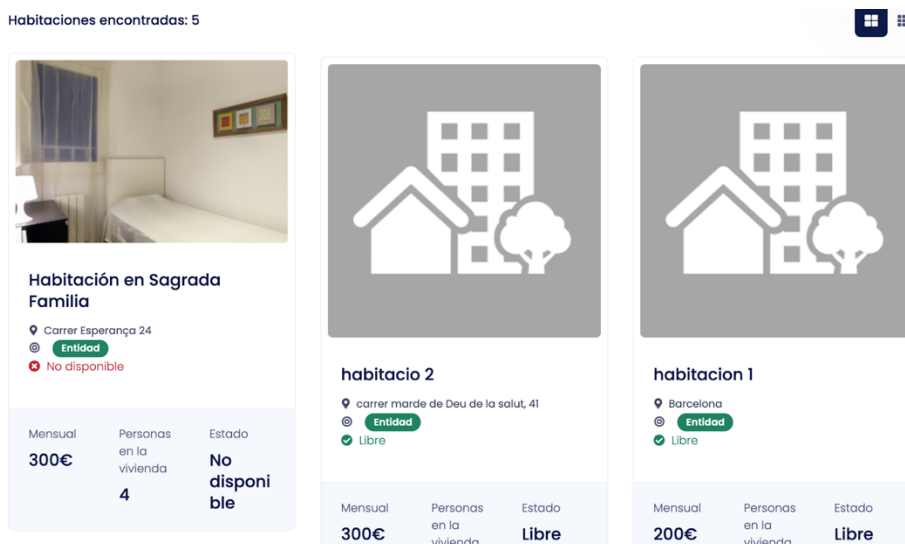 Habitaciones encontradas: 5
Habitación en Sagrada
Familia
Carrer Esperança 24
Entidad
No disponible
Mensual
300€
Personas
en la
vivienda
4
Estado
No
disponi
ble
habitacio 2
carrer marde de Deu de la salut, 41
Entidad
Libre
Mensual
300€
Personas
en la
vivienda
Estado
Libre
habitacion 1
Barcelona
Entidad
Libre
Mensual
200€
Personas
en la
vivienda
Estado
Libre